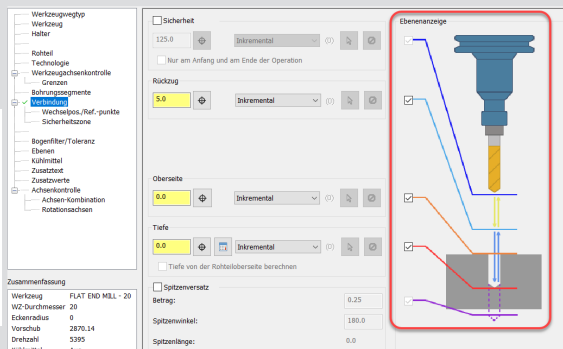 Werkzeugwegtyp
Werkzeug
Halter
Rohteil
Technologie
Werkzeugachsenkontrolle
Grenzen
Bohrungssegmente
Verbindung
Wechselpos./Ref.-punkte
Sicherheitszone
Bogenfilter/Toleranz
Ebenen
Kühlmittel
Zusatztext
Zusatzwerte
Achsenkontrolle
Achsen-Kombination
Rotationsachsen
Zusammenfassung
Werkzeug FLAT END MILL - 20
WZ-Durchmesser 20
Eckenradius 0
Vorschub 2870.14
Drehzahl 5395
Sicherheit
125.0 Inkremental (0)
Nur am Anfang und am Ende der Operation
Rückzug
5.0 Inkremental (0)
Oberseite
0.0 Inkremental (0)
Tiefe
0.0 Inkremental (0)
Tiefe von der Rohteiloberseite berechnen
Spitzenversatz
Betrag: 0.25
Spitzenwinkel: 180.0
Spitzenlänge: 0.0
Ebenenanzeige